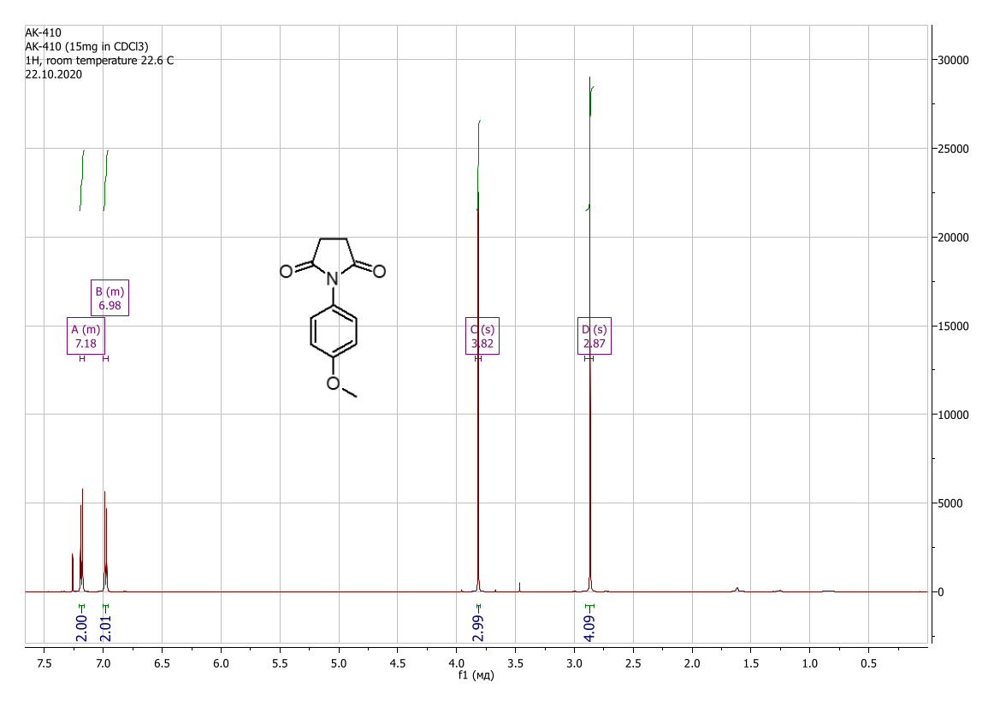 AK-410
AK-410 (15mg in CDCl3)
1H, room temperature 22.6 C
22.10.2020
30000
25000
20000
15000
10000
5000
0
O
O
N
O
B (m)
6.98
A (m)
7.18
C (s)
3.82
D (s)
2.87
2.00
2.01
2.99
4.09
7.5
7.0
6.5
6.0
5.5
5.0
4.5
4.0
3.5
3.0
2.5
2.0
1.5
1.0
0.5
f1 (мд)